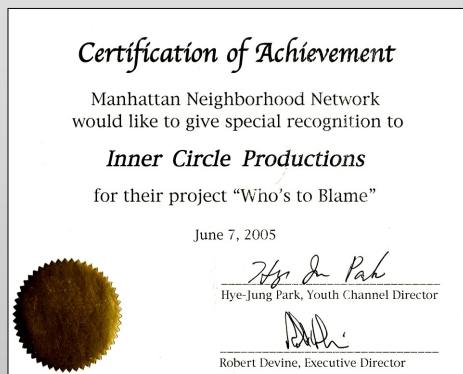 Certification of Achievement
Manhattan Neighborhood Network
would like to give special recognition to
Inner Circle Productions
for their project "Who's to Blame"
June 7, 2005
Hye-Jung Park, Youth Channel Director
Robert Devine, Executive Director